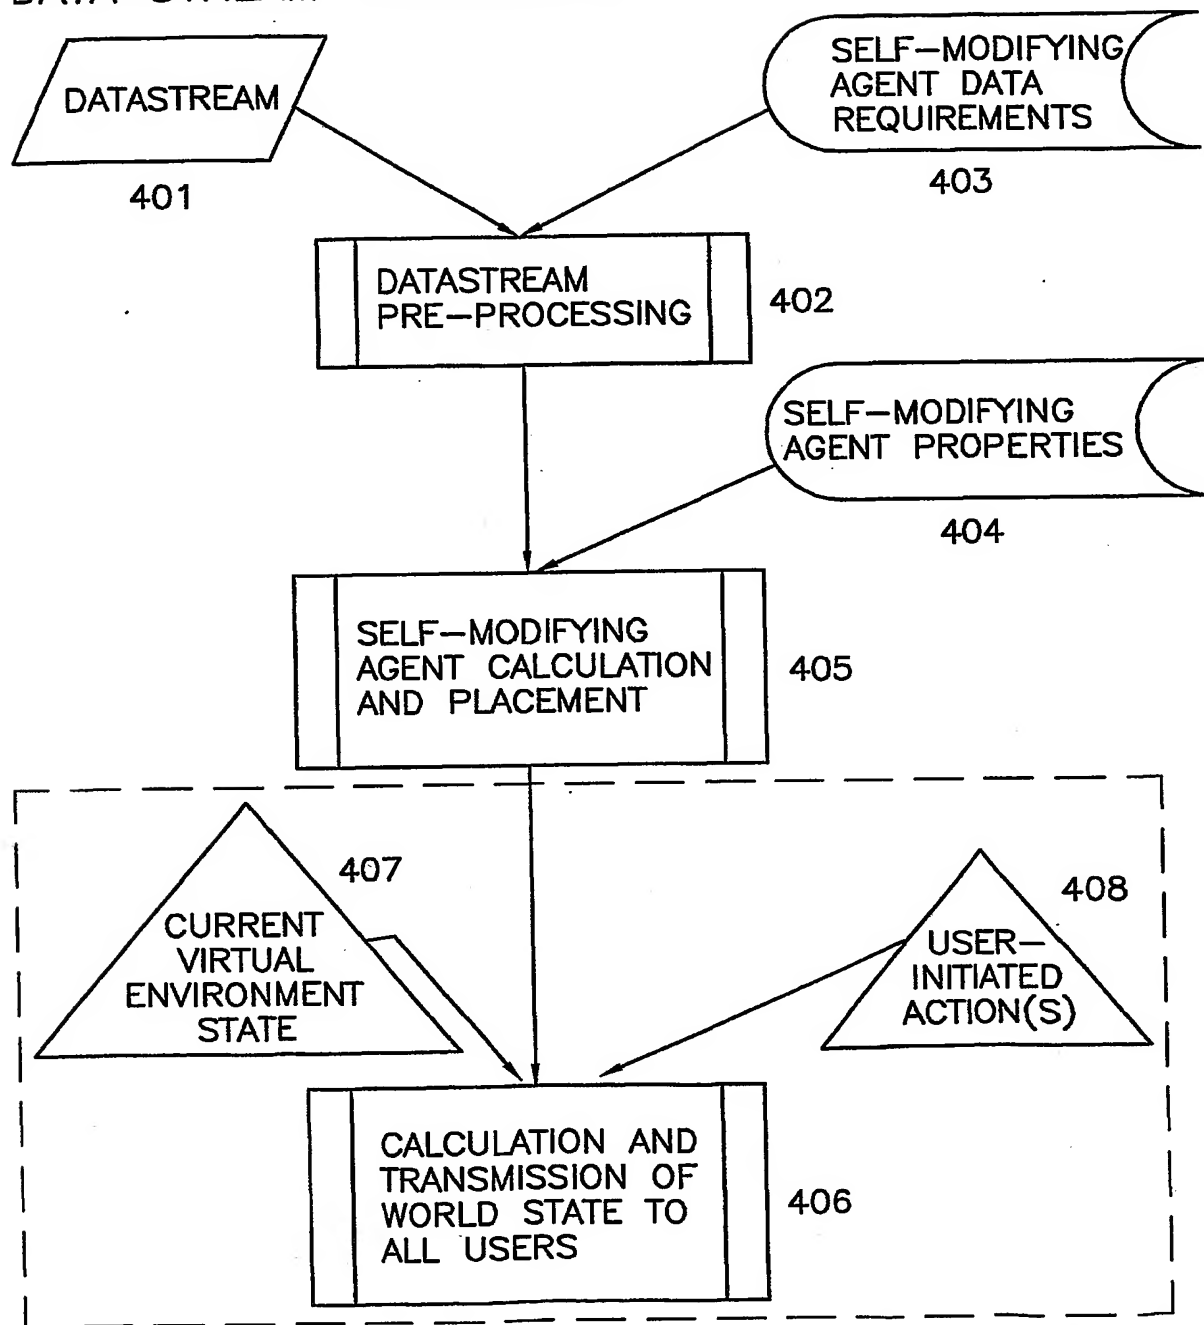 DATASTREAM
401
SELF—MODIFYING
AGENT DATA
REQUIREMENTS
403
DATASTREAM
PRE—PROCESSING
402
SELF—MODIFYING
AGENT PROPERTIES
404
SELF—MODIFYING
AGENT CALCULATION
AND PLACEMENT
405
407
CURRENT
VIRTUAL
ENVIRONMENT
STATE
408
USER—
INITIATED
ACTION(S)
CALCULATION AND
TRANSMISSION OF
WORLD STATE TO
ALL USERS
406